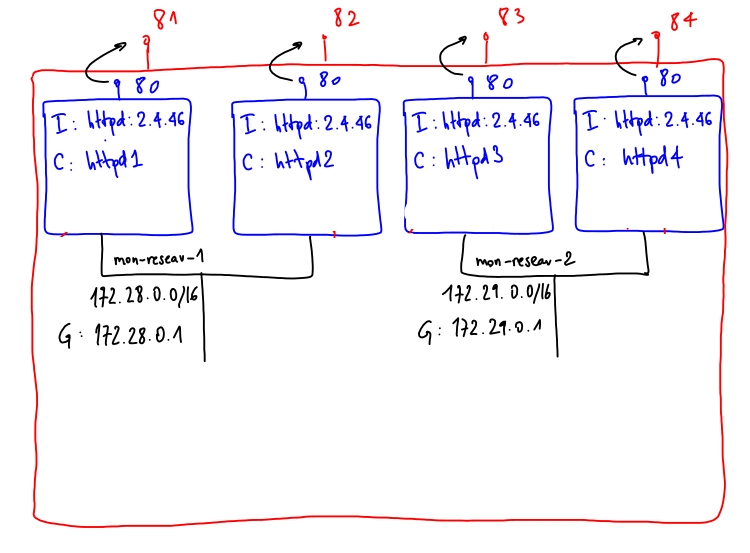 81
82
83
84
80
80
80
80
I: httpd:2.4.46
C: httpd1
I: httpd:2.4.46
C: httpd2
I: httpd:2.4.46
C: httpd3
I: httpd:2.4.46
C: httpd4
mon-reseau-1
172.28.0.0/16
G: 172.28.0.1
mon-reseau-2
172.29.0.0/16
G: 172.29.0.1